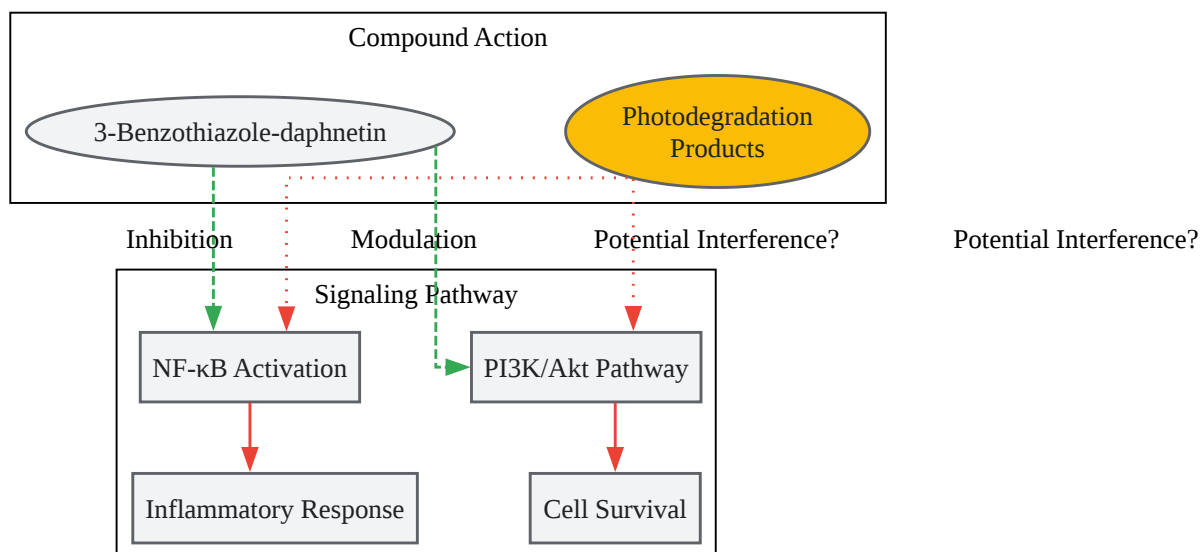 Compound Action
3-Benzothiazole-daphnetin
Photodegradation
Products
Inhibition
Modulation
Potential Interference?
Potential Interference?
Signaling Pathway
NF-κB Activation
PI3K/Akt Pathway
Inflammatory Response
Cell Survival